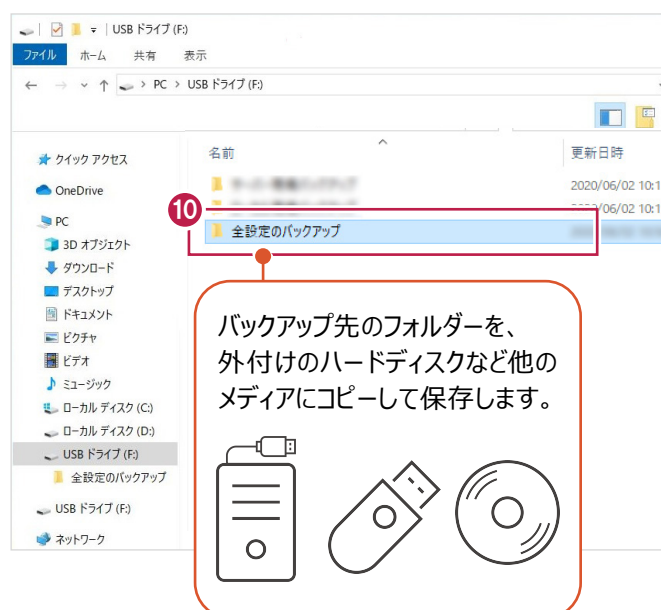 USB ドライブ (F:)
ファイル ホーム 共有 表示
PC > USB ドライブ (F:)
名前 更新日時
クイック アクセス
OneDrive
PC
3D オブジェクト
ダウンロード
デスクトップ
ドキュメント
ピクチャ
ビデオ
ミュージック
ローカル ディスク (C:)
ローカル ディスク (D:)
USB ドライブ (F:)
全設定のバックアップ
USB ドライブ (F:)
ネットワーク
2020/06/02 10:1
/06/02 10:1
10
全設定のバックアップ
バックアップ先のフォルダーを、
外付けのハードディスクなど他の
メディアにコピーして保存します。